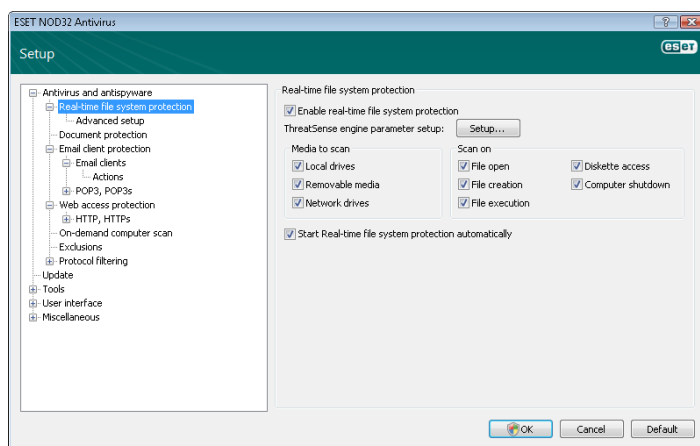 ESET NOD32 Antivirus
Setup
eset
Antivirus and antispyware
Real-time file system protection
Advanced setup
Document protection
Email client protection
Email clients
Actions
POP3, POP3s
Web access protection
HTTP, HTTPs
On-demand computer scan
Exclusions
Protocol filtering
Update
Tools
User interface
Miscellaneous
Real-time file system protection
Enable real-time file system protection
ThreatSense engine parameter setup: Setup...
Media to scan
Local drives
Removable media
Network drives
Scan on
File open
Diskette access
File creation
Computer shutdown
File execution
Start Real-time file system protection automatically
OK Cancel Default